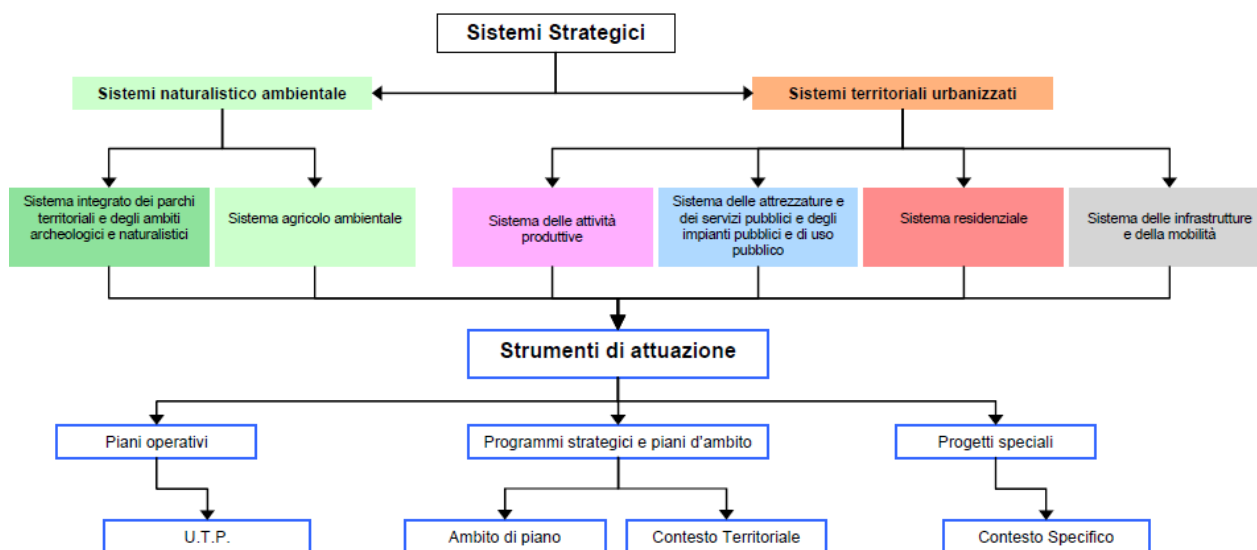 Sistemi Strategici
Sistemi naturalistico ambientale
Sistemi territoriali urbanizzati
Sistema integrato dei parchi
territoriali e degli ambiti
archeologici e naturalistici
Sistema agricolo ambientale
Sistema delle attività
produttive
Sistema delle attrezzature e
dei servizi pubblici e degli
impianti pubblici e di uso
pubblico
Sistema residenziale
Sistema delle infrastrutture
e della mobilità
Strumenti di attuazione
Piani operativi
Programmi strategici e piani d'ambito
Progetti speciali
U.T.P.
Ambito di piano
Contesto Territoriale
Contesto Specifico